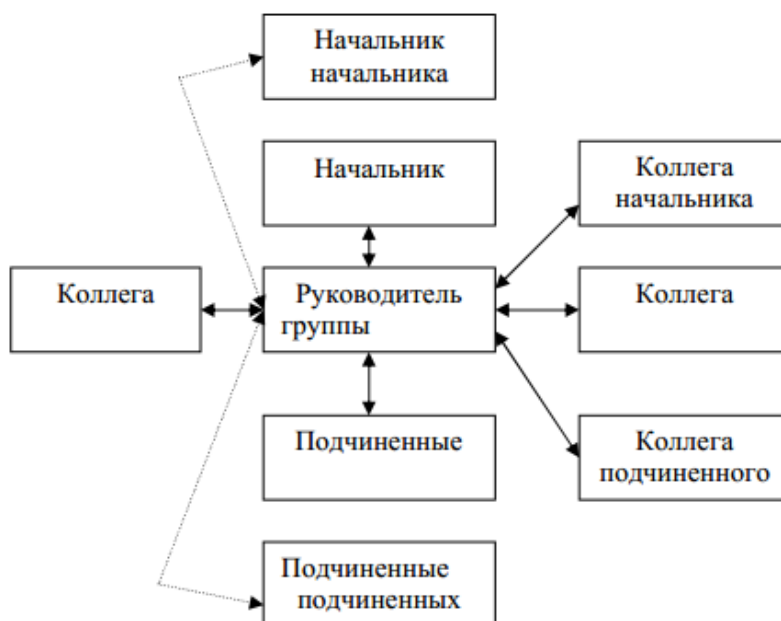 Начальник
начальника
Начальник
Коллега
начальника
Коллега
Руководитель
группы
Коллега
Подчиненные
Коллега
подчиненного
Подчиненные
подчиненных